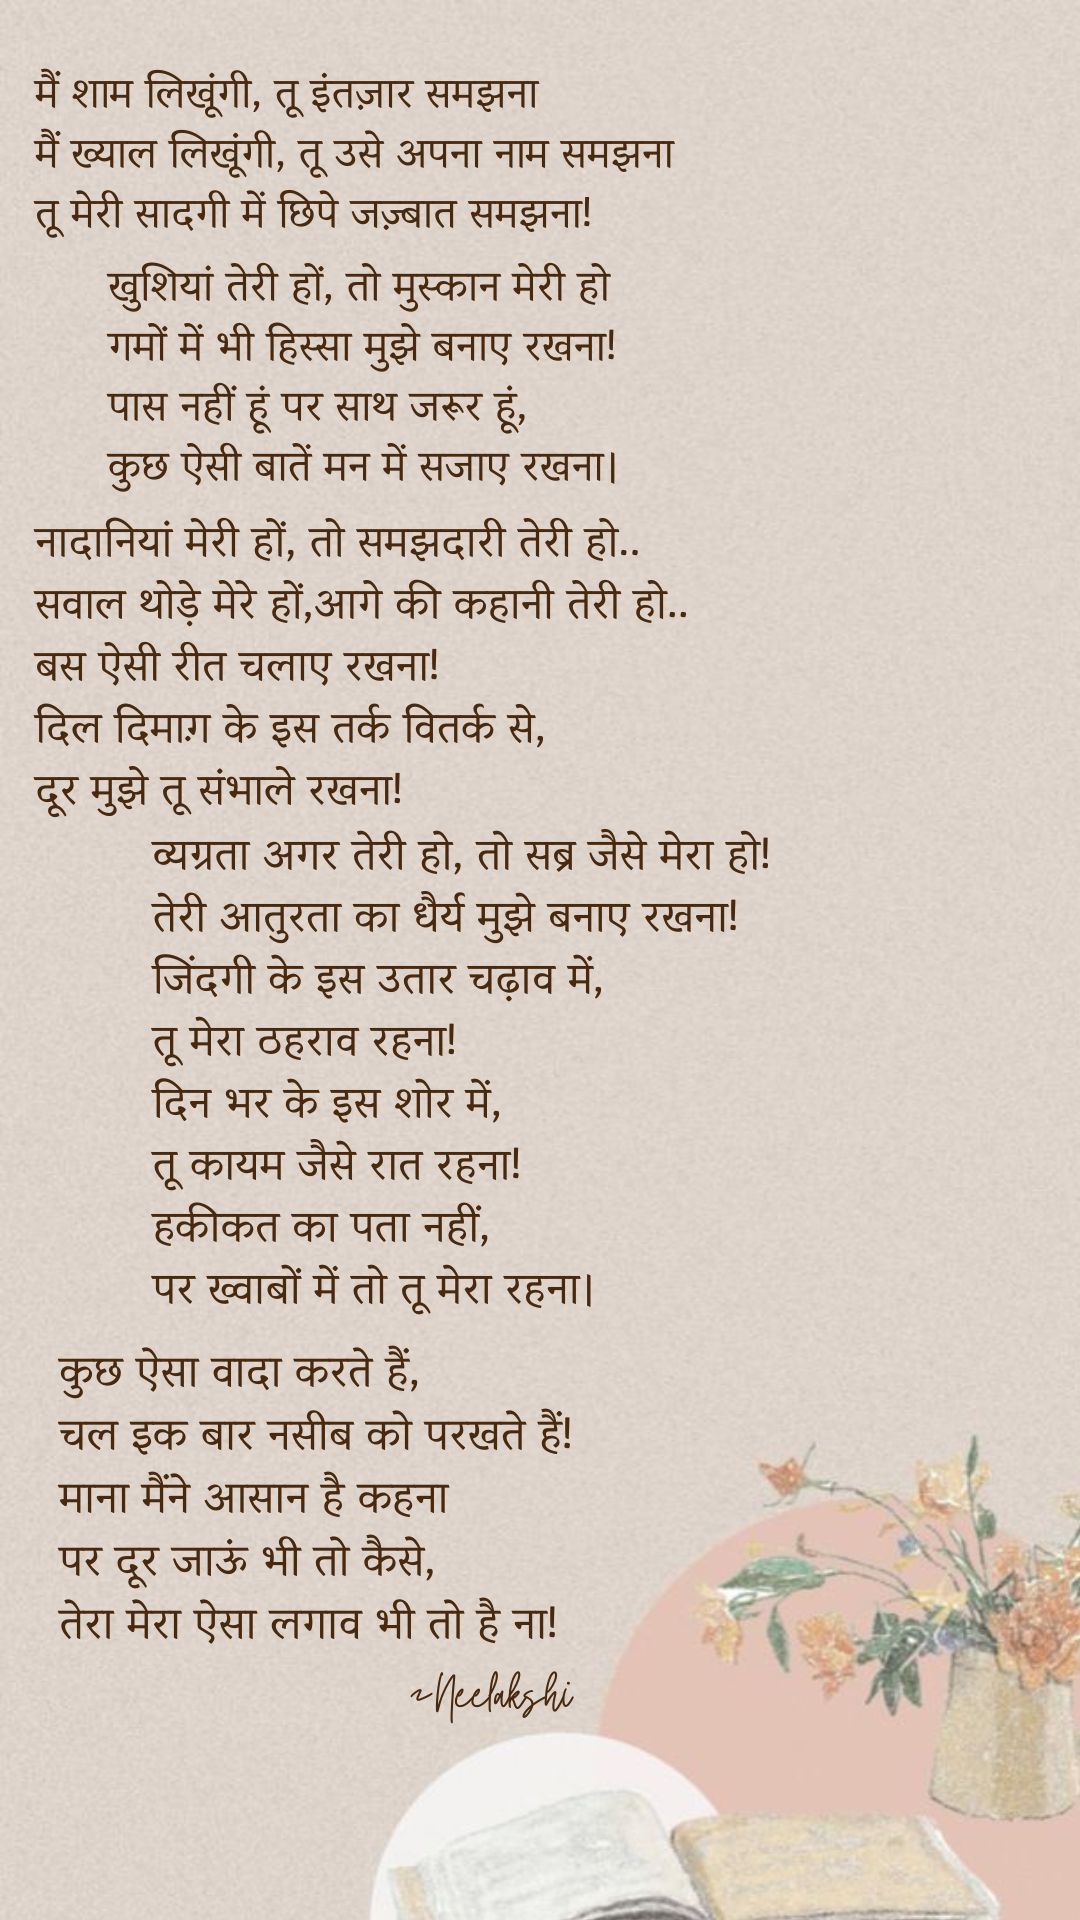 मैं शाम लिखूंगी, तू इंतज़ार समझना
मैं ख्याल लिखूंगी, तू उसे अपना नाम समझना
तू मेरी सादगी में छिपे जज़्बात समझना!
खुशियां तेरी हों, तो मुस्कान मेरी हो
गमों में भी हिस्सा मुझे बनाए रखना!
पास नहीं हूं पर साथ जरूर हूं,
कुछ ऐसी बातें मन में सजाए रखना।
नादानियां मेरी हों, तो समझदारी तेरी हो..
सवाल थोड़े मेरे हों,आगे की कहानी तेरी हो..
बस ऐसी रीत चलाए रखना!
दिल दिमाग़ के इस तर्क वितर्क से,
दूर मुझे तू संभाले रखना!
व्यग्रता अगर तेरी हो, तो सब्र जैसे मेरा हो!
तेरी आतुरता का धैर्य मुझे बनाए रखना!
जिंदगी के इस उतार चढ़ाव में,
तू मेरा ठहराव रहना!
दिन भर के इस शोर में,
तू कायम जैसे रात रहना!
हकीकत का पता नहीं,
पर ख्वाबों में तो तू मेरा रहना।
कुछ ऐसा वादा करते हैं,
चल इक बार नसीब को परखते हैं!
माना मैंने आसान है कहना
पर दूर जाऊं भी तो कैसे,
तेरा मेरा ऐसा लगाव भी तो है ना!
~Neelakshi